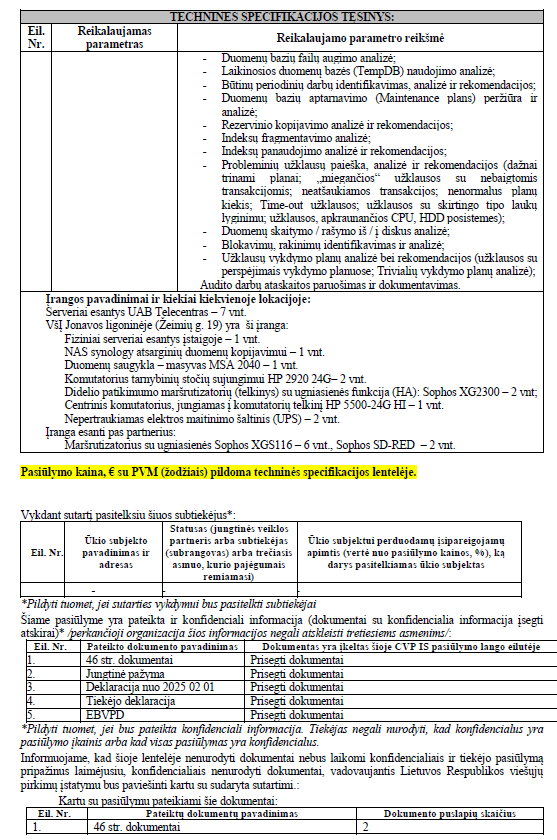 TECHNINĖS SPECIFIKACIJOS TĘSINYS:
Eil. Nr. Reikalaujamas parametras Reikalaujamo parametro reikšmė
- Duomenų bazių failų augimo analizė;
- Laikinosios duomenų bazės (TempDB) naudojimo analizė;
- Būtinų periodinių darbų identifikavimas, analizė ir rekomendacijos;
- Duomenų bazių aptarnavimo (Maintenance plans) peržiūra ir
analizė;
- Rezervinio kopijavimo analizė ir rekomendacijos;
- Indeksų fragmentavimo analizė;
- Indeksų panaudojimo analizė ir rekomendacijos;
- Probleminių užklausų paieška, analizė ir rekomendacijos (dažnai
trinami planai; „miegančios“ užklausos su nebaigtomis
transakcijomis; neatšaukiamos transakcijos; nenormalus planų
kiekis; Time-out užklausos; užklausos su skirtingo tipo laukų
lyginimu; užklausos, apkraunančios CPU, HDD posistemes);
- Duomenų skaitymo / rašymo iš / į diskus analizė;
- Blokavimų, rakinimų identifikavimas ir analizė;
- Užklausų vykdymo planų analizė bei rekomendacijos (užklausos su
perspėjimais vykdymo planuose; Trivialių vykdymo planų analizė);
Audito darbų ataskaitos paruošimas ir dokumentavimas.
Įrangos pavadinimai ir kiekiai kiekvienoje lokacijoje:
Serveriai esantys UAB Telecentras – 7 vnt.
VšĮ Jonavos ligoninėje (Žeimių g. 19) yra ši įranga:
Fiziniai serveriai esantys įstaigoje – 1 vnt.
NAS synology atsarginių duomenų kopijavimui – 1 vnt.
Duomenų saugykla – masyvas MSA 2040 – 1 vnt.
Komutatorius tarnybinių stočių sujungimui HP 2920 24G– 2 vnt.
Didelio patikimumo maršrutizatorių (telkinys) su ugniasienės funkcija (HA): Sophos XG2300 – 2 vnt;
Centrinis komutatorius, jungiamas į komutatorių telkinį HP 5500-24G HI – 1 vnt.
Nepertraukiamas elektros maitinimo šaltinis (UPS) – 2 vnt.
Įranga esanti pas partnerius:
Maršrutizatorius su ugniasienės Sophos XGS116 – 6 vnt., Sophos SD-RED – 2 vnt.
Pasiūlymo kaina, € su PVM (žodžiais) pildoma techninės specifikacijos lentelėje.
Vykdant sutartį pasitelksiu šiuos subtiekėjus*:
Eil. Nr. Ūkio subjekto pavadinimas ir adresas Statusas (jungtinės veiklos partneris arba subtiekėjas (subrangovas) arba trečiasis asmuo, kurio pajėgumais remiamasi) Ūkio subjektui perduodamų įsipareigojamų apimtis (vertė nuo pasiūlymo kainos, %), ką darys pasitelkiamas ūkio subjektas
- - -
*Pildyti tuomet, jei sutarties vykdymui bus pasitelkti subtiekėjai
Šiame pasiūlyme yra pateikta ir konfidenciali informacija (dokumentai su konfidencialia informacija įsegti
atskirai)* /perkančioji organizacija šios informacijos negali atskleisti tretiesiems asmenims/:
Eil. Nr. Pateikto dokumento pavadinimas Dokumentas yra įkeltas šioje CVP IS pasiūlymo lango eilutėje
1. 46 str. dokumentai Prisegti dokumentai
2. Jungtinė pažyma Prisegti dokumentai
3. Deklaracija nuo 2025 02 01 Prisegti dokumentai
4. Tiekėjo deklaracija Prisegti dokumentai
5. EBVPD Prisegti dokumentai
*Pildyti tuomet, jei bus pateikta konfidenciali informacija. Tiekėjas negali nurodyti, kad konfidencialus yra
pasiūlymo įkainis arba kad visas pasiūlymas yra konfidencialus.
Informuojame, kad šioje lentelėje nenurodyti dokumentai nebus laikomi konfidencialiais ir tiekėjo pasiūlymą
pripažinus laimėjusiu, konfidencialiais nenurodyti dokumentai, vadovaujantis Lietuvos Respublikos viešųjų
pirkimų įstatymu bus paviešinti kartu su sudaryta sutartimi.:
Kartu su pasiūlymu pateikiami šie dokumentai:
Eil. Nr. Pateiktų dokumentų pavadinimas Dokumento puslapių skaičius
1. 46 str. dokumentai 2